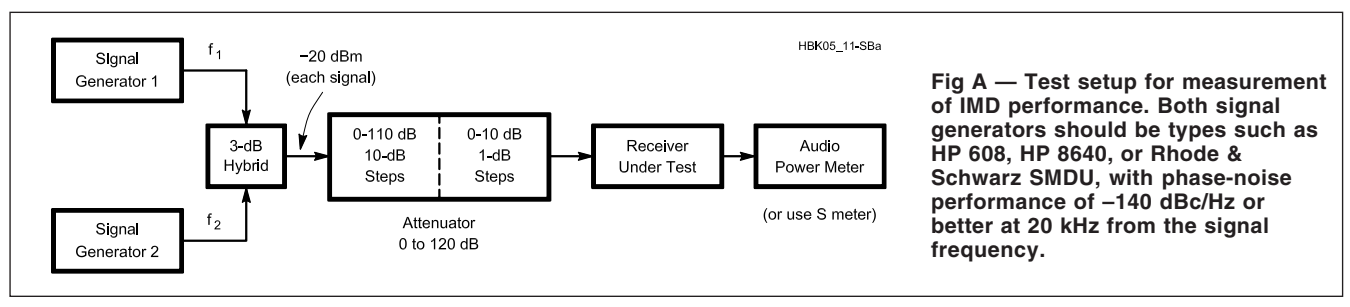 Signal
Generator 1
f1
–20 dBm
(each signal)
HBK05_11-SBa
3-dB
Hybrid
0-110 dB
10-dB
Steps
0-10 dB
1-dB
Steps
Receiver
Under Test
Audio
Power Meter
Signal
Generator 2
f2
Attenuator
0 to 120 dB
(or use S meter)
Fig A — Test setup for measurement
of IMD performance. Both signal
generators should be types such as
HP 608, HP 8640, or Rhode &
Schwarz SMDU, with phase-noise
performance of –140 dBc/Hz or
better at 20 kHz from the signal
frequency.